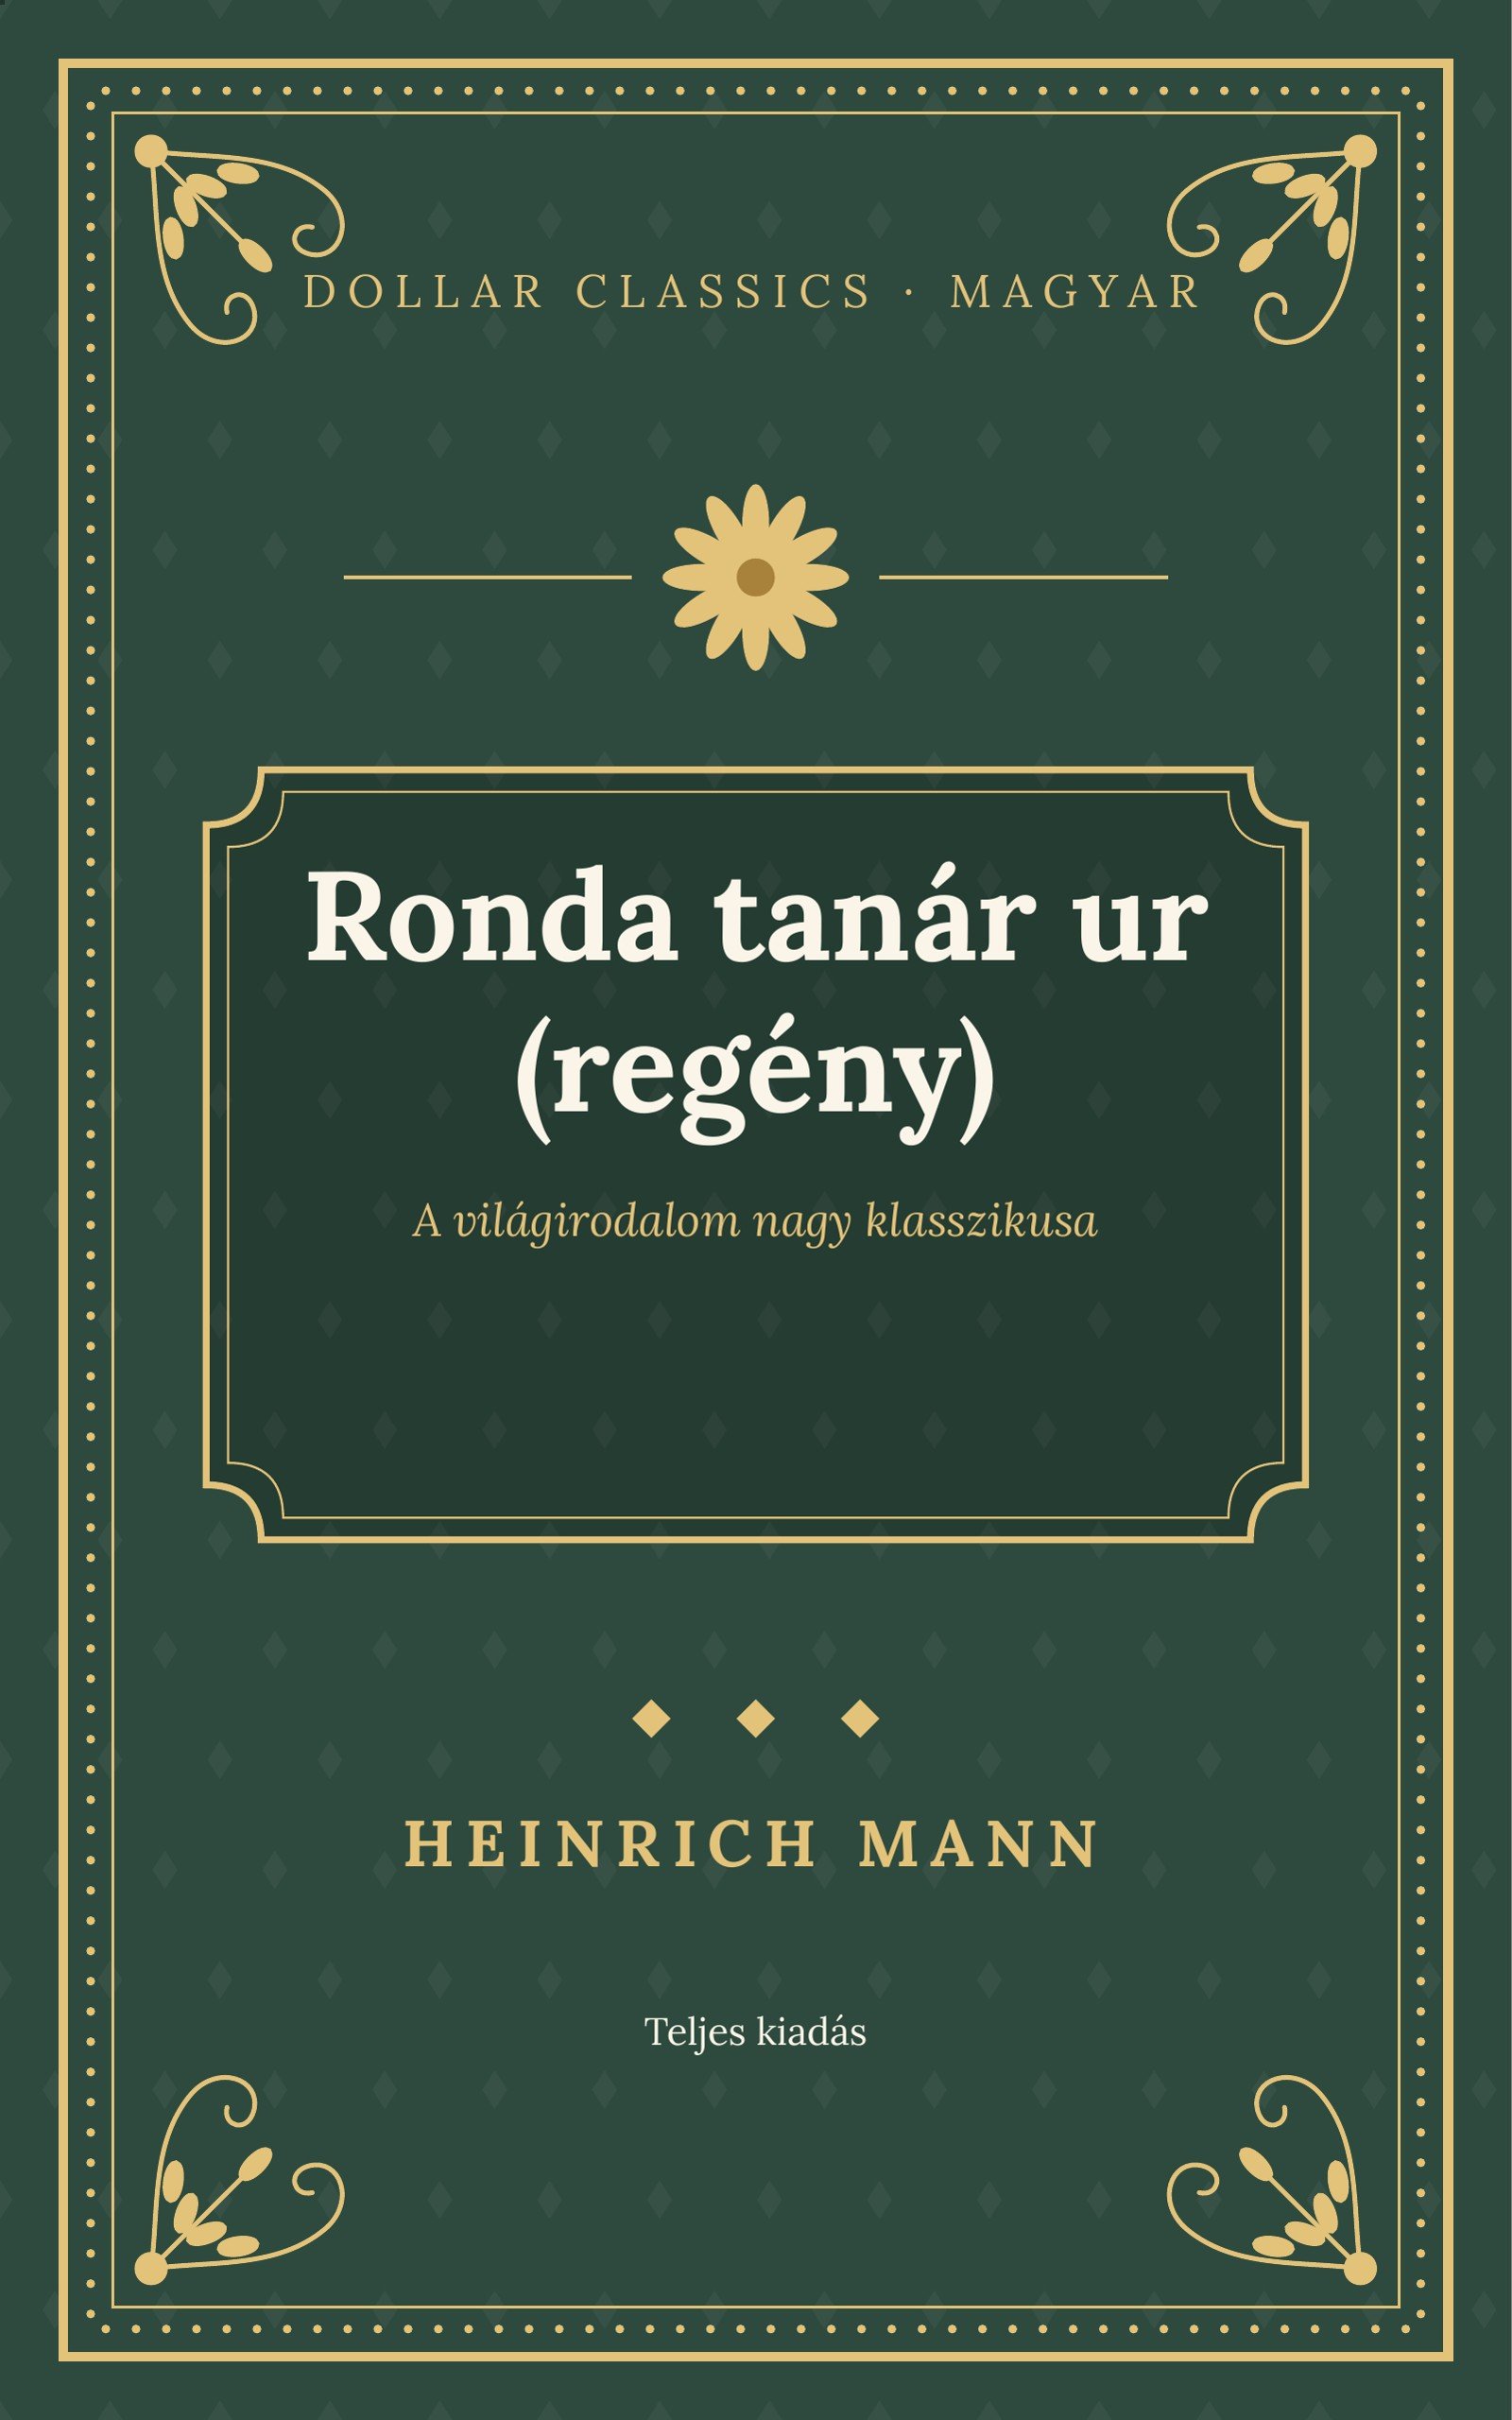 DOLLAR CLASSICS · MAGYAR
Ronda tanár ur
(regény)
A világirodalom nagy klasszikusa
HEINRICH MANN
Teljes kiadás